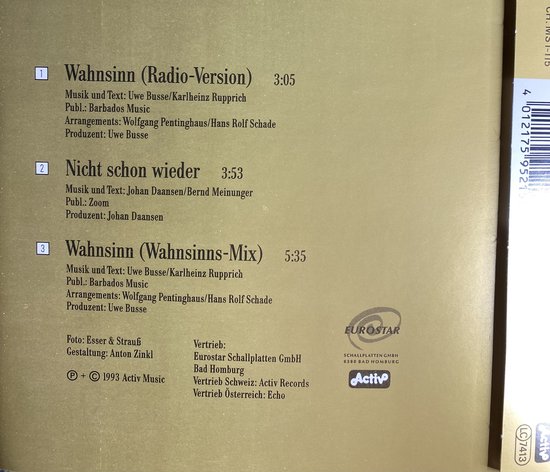 1 Wahnsinn (Radio-Version) 3:05
Musik und Text: Uwe Busse/Karlheinz Rupprich
Publ.: Barbados Music
Arrangements: Wolfgang Pentinghaus/Hans Rolf Schade
Produzent: Uwe Busse
2 Nicht schon wieder 3:53
Musik und Text: Johan Daansen/Bernd Meinunger
Publ.: Zoom
Produzent: Johan Daansen
3 Wahnsinn (Wahnsinns-Mix) 5:35
Musik und Text: Uwe Busse/Karlheinz Rupprich
Publ.: Barbados Music
Arrangements: Wolfgang Pentinghaus/Hans Rolf Schade
Produzent: Uwe Busse
Foto: Esser & Strauß
Gestaltung: Anton Zinkl
Ⓟ + © 1993 Activ Music
Vertrieb:
Eurostar Schallplatten GmbH
Bad Homburg
Vertrieb Schweiz: Activ Records
Vertrieb Österreich: Echo
EUROSTAR
SCHALLPLATTEN GMBH
6380 BAD HOMBURG
Activ
4 012175 9521
LC 7413